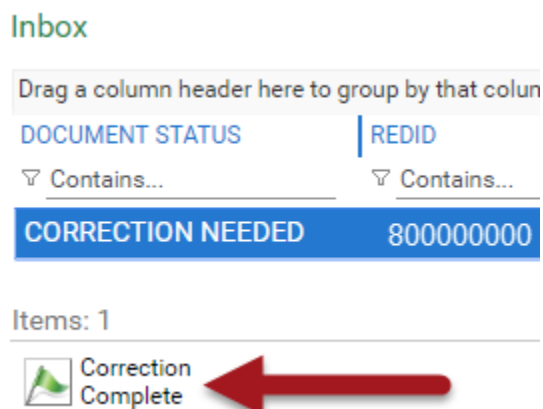 Inbox
Drag a column header here to group by that colum
DOCUMENT STATUS REDID
Contains... Contains...
CORRECTION NEEDED 800000000
Items: 1
Correction
Complete